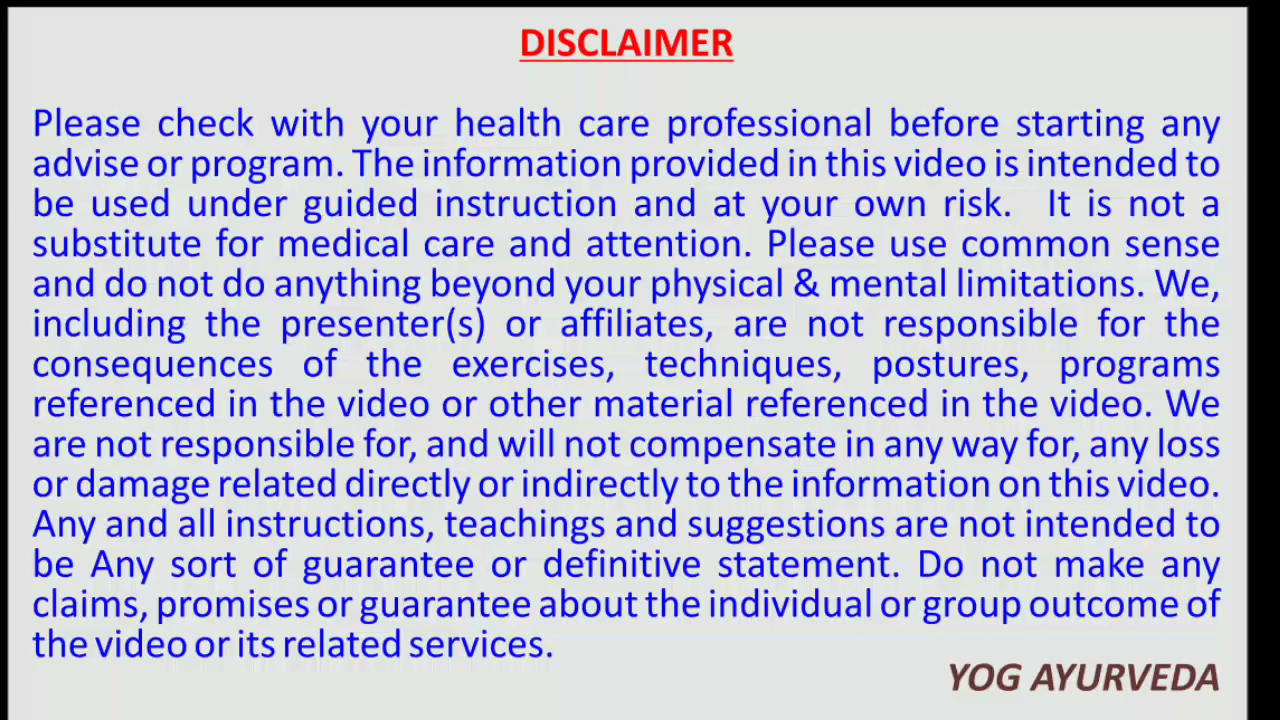 DISCLAIMER
Please check with your health care professional before starting any
advise or program. The information provided in this video is intended to
be used under guided instruction and at your own risk. It is not a
substitute for medical care and attention. Please use common sense
and do not do anything beyond your physical & mental limitations. We,
including the presenter(s) or affiliates, are not responsible for the
consequences of the exercises, techniques, postures, programs
referenced in the video or other material referenced in the video. We
are not responsible for, and will not compensate in any way for, any loss
or damage related directly or indirectly to the information on this video.
Any and all instructions, teachings and suggestions are not intended to
be Any sort of guarantee or definitive statement. Do not make any
claims, promises or guarantee about the individual or group outcome of
the video or its related services.
YOG AYURVEDA